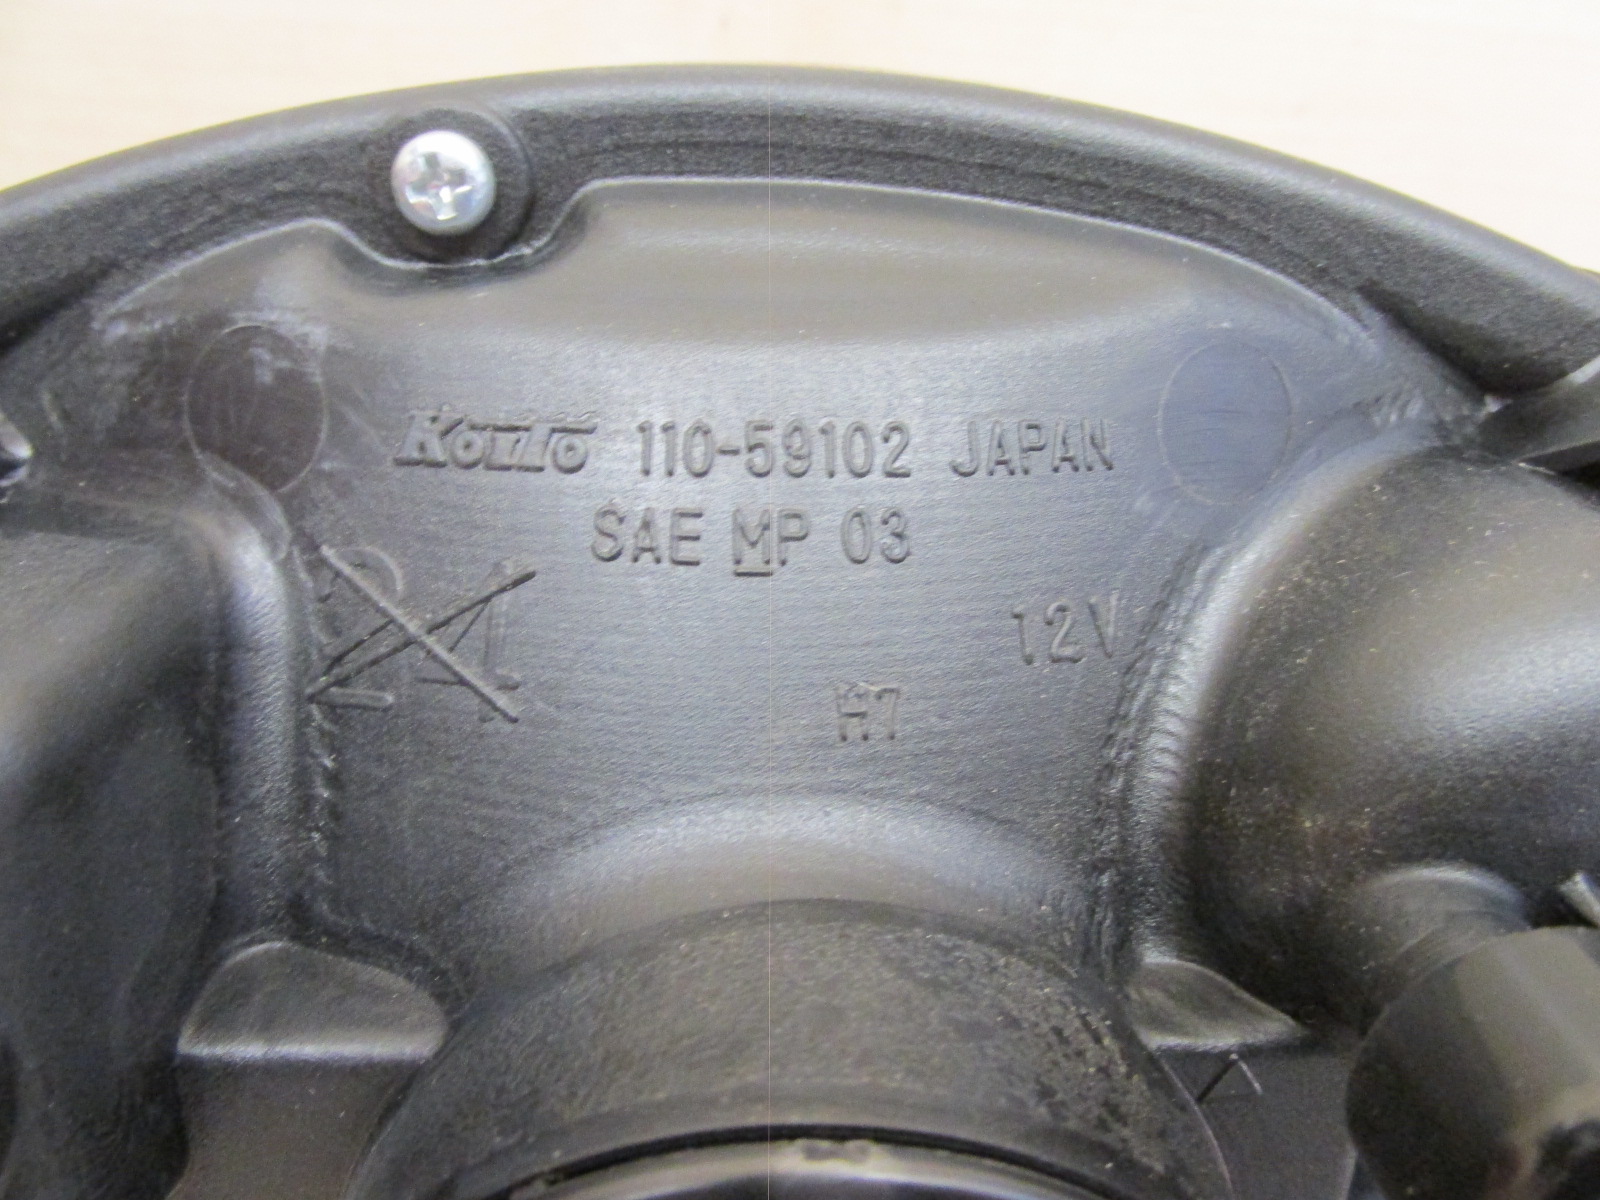 KOITO 110-59102 JAPAN
SAE MP 03
12V
H7